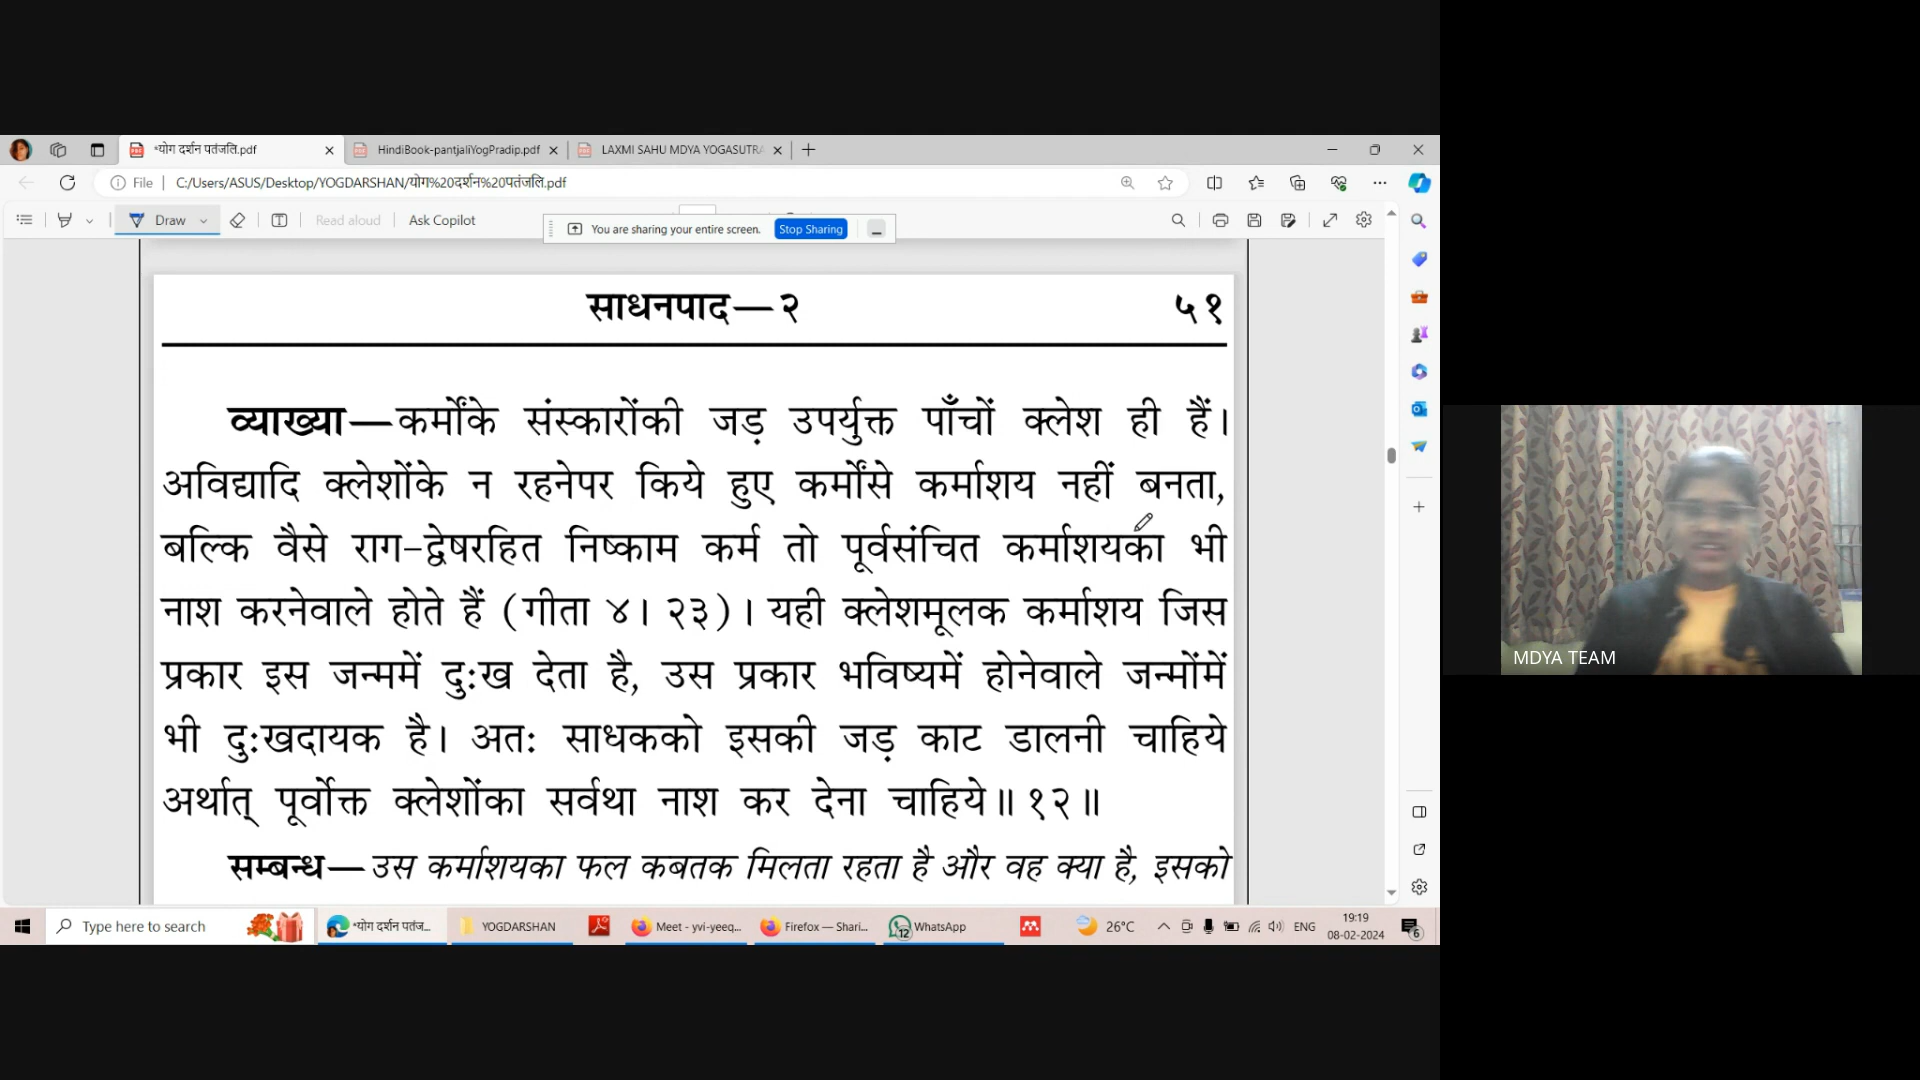 *योग दर्शन पतंजलि.pdf
HindiBook-pantjaliYogPradip.pdf
LAXMI SAHU MDYA YOGASUTRA
File
C:/Users/ASUS/Desktop/YOGDARSHAN/योग%20दर्शन%20पतंजलि.pdf
Draw
Read aloud
Ask Copilot
You are sharing your entire screen.
Stop Sharing
साधनपाद—२ ५१
व्याख्या—कर्मोंके संस्कारोंकी जड़ उपर्युक्त पाँचों क्लेश ही हैं।
अविद्यादि क्लेशोंके न रहनेपर किये हुए कर्मोंसे कर्माशय नहीं बनता,
बल्कि वैसे राग-द्वेषरहित निष्काम कर्म तो पूर्वसंचित कर्माशयका भी
नाश करनेवाले होते हैं (गीता ४। २३)। यही क्लेशमूलक कर्माशय जिस
प्रकार इस जन्ममें दुःख देता है, उस प्रकार भविष्यमें होनेवाले जन्मोंमें
भी दुःखदायक है। अतः साधकको इसकी जड़ काट डालनी चाहिये
अर्थात् पूर्वोक्त क्लेशोंका सर्वथा नाश कर देना चाहिये॥ १२॥
सम्बन्ध—उस कर्माशयका फल कबतक मिलता रहता है और वह क्या है, इसको
MDYA TEAM
Type here to search
*योग दर्शन पतंज...
YOGDARSHAN
Meet - yvi-yeeq...
Firefox — Shari...
12
WhatsApp
26°C
ENG
19:19
08-02-2024
6